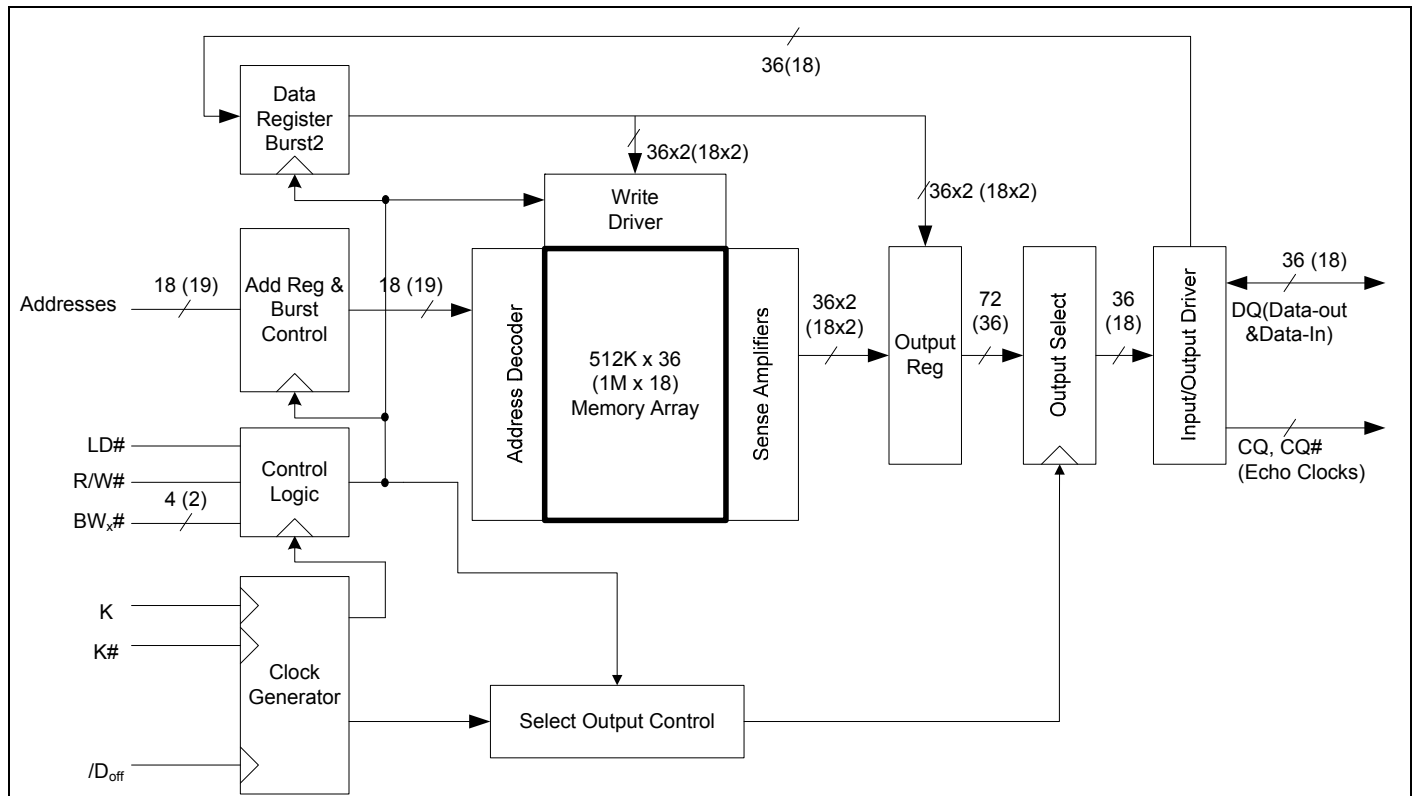 36(18)
Data
Register
Burst2
36x2(18x2)
36x2 (18x2)
Write
Driver
Addresses
18 (19)
Add Reg &
Burst
Control
18 (19)
Address Decoder
512K x 36
(1M x 18)
Memory Array
Sense Amplifiers
36x2
(18x2)
Output
Reg
72
(36)
Output Select
36
(18)
Input/Output Driver
36 (18)
DQ(Data-out
&Data-In)
CQ, CQ#
(Echo Clocks)
LD#
R/W#
BWx#
4 (2)
Control
Logic
K
K#
/Doff
Clock
Generator
Select Output Control